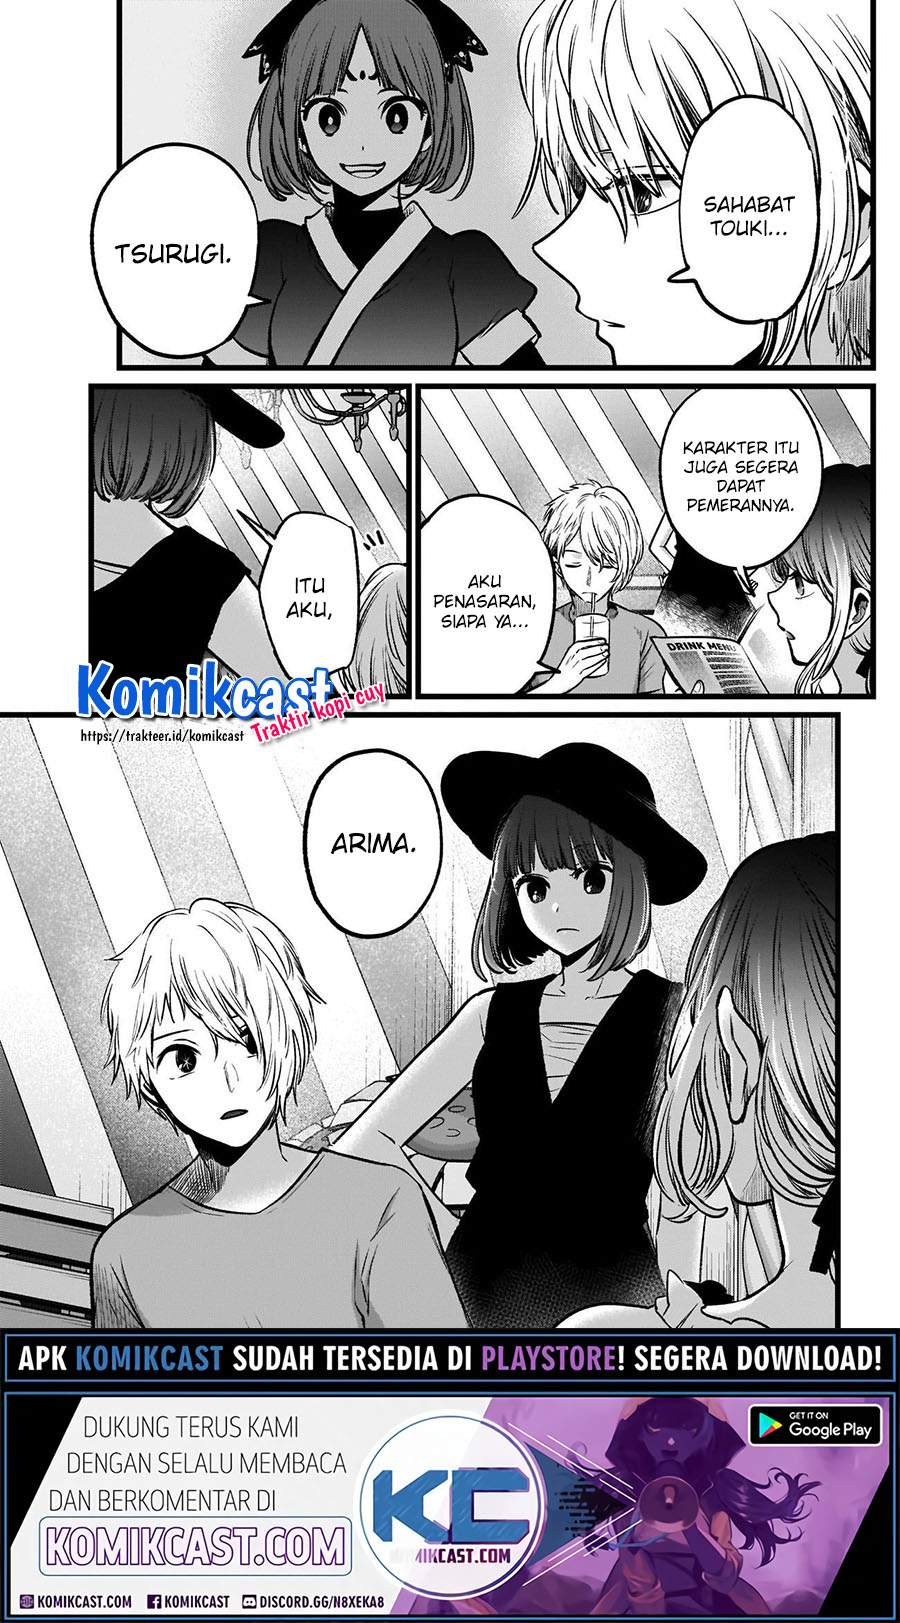 SAHABAT
TOUKI...
TSURUGI.
KARAKTER ITU
JUGA SEGERA
DAPAT
PEMERANNYA.
AKU
PENASARAN,
SIAPA YA...
DRINK MENU
ITU
AKU,
Komikcast
Traktir kopi cuy
https://trakteer.id/komikcast
ARIMA.
APK KOMIKCAST SUDAH TERSEDIA DI PLAYSTORE! SEGERA DOWNLOAD!
DUKUNG TERUS KAMI
DENGAN SELALU MEMBACA
DAN BERKOMENTAR DI
KOMIKCAST.COM
KOMIKCAST.COM
KOMIKCAST
DISCORD.GG/N8XEKA8
KC
KOMIKCAST.COM
GET IT ON
Google Play